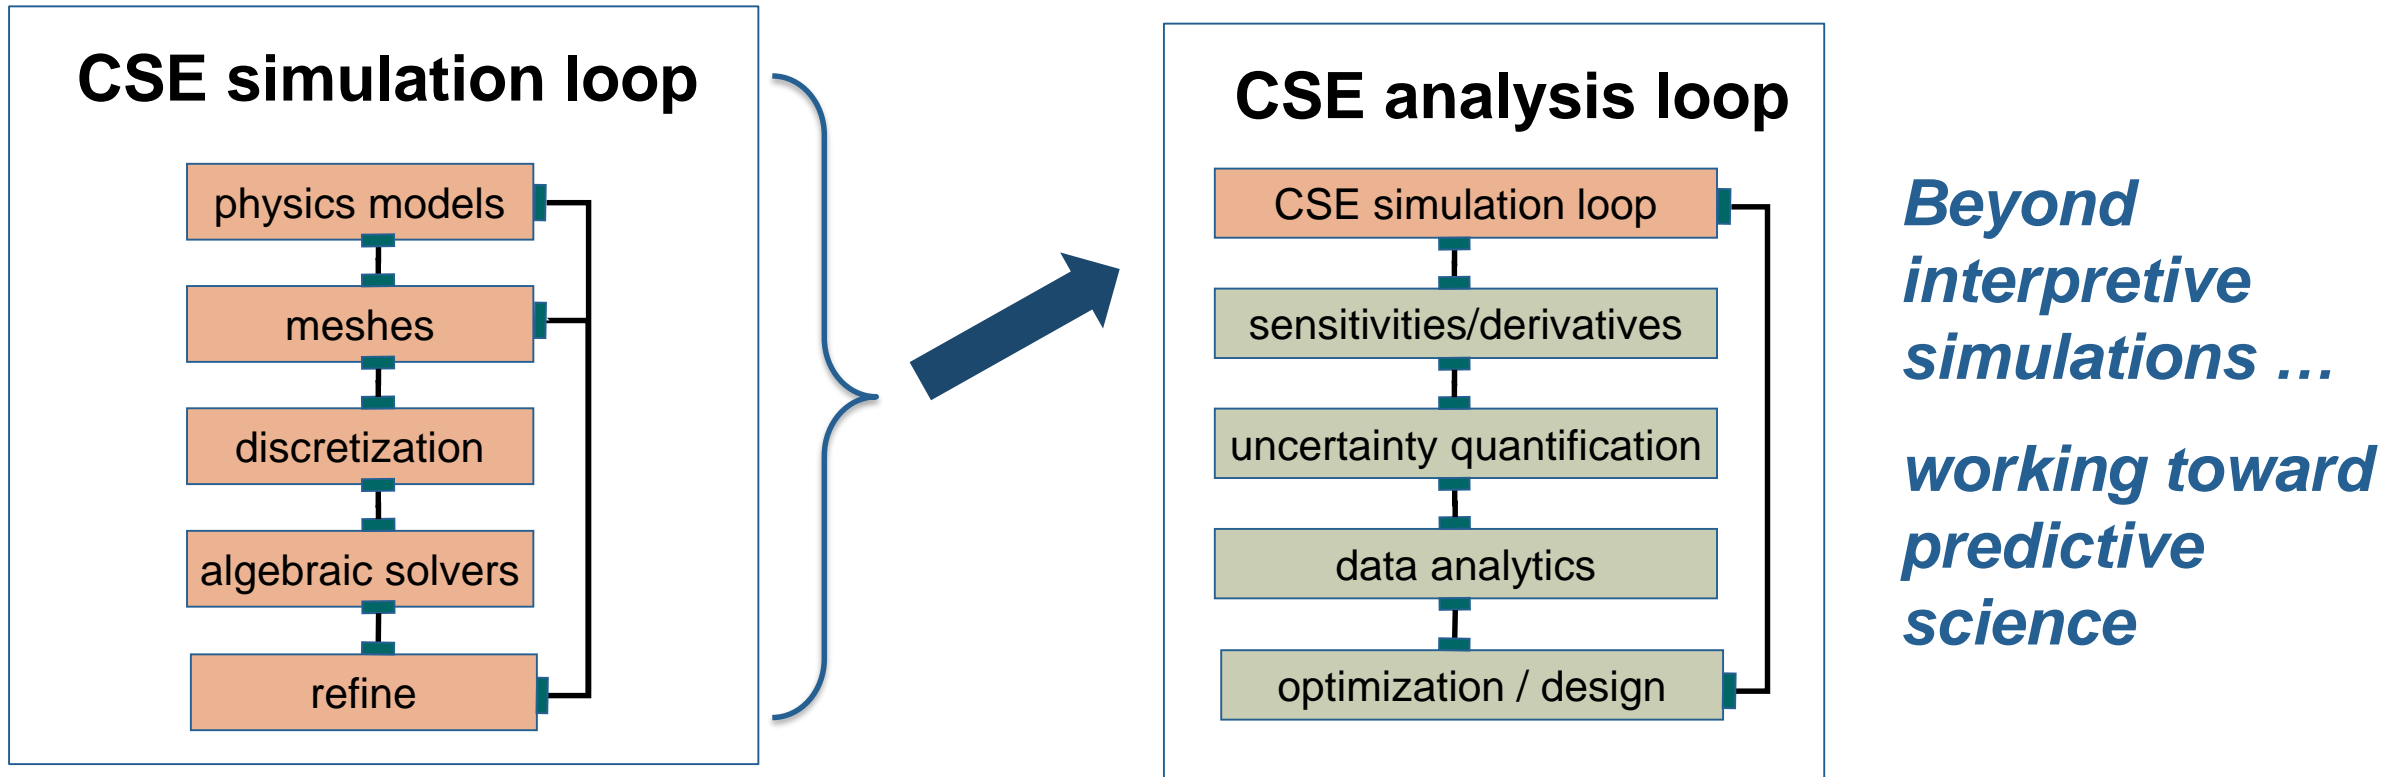 CSE simulation loop
physics models
meshes
discretization
algebraic solvers
refine
CSE analysis loop
CSE simulation loop
sensitivities/derivatives
uncertainty quantification
data analytics
optimization / design
Beyond
interpretive
simulations …
working toward
predictive
science